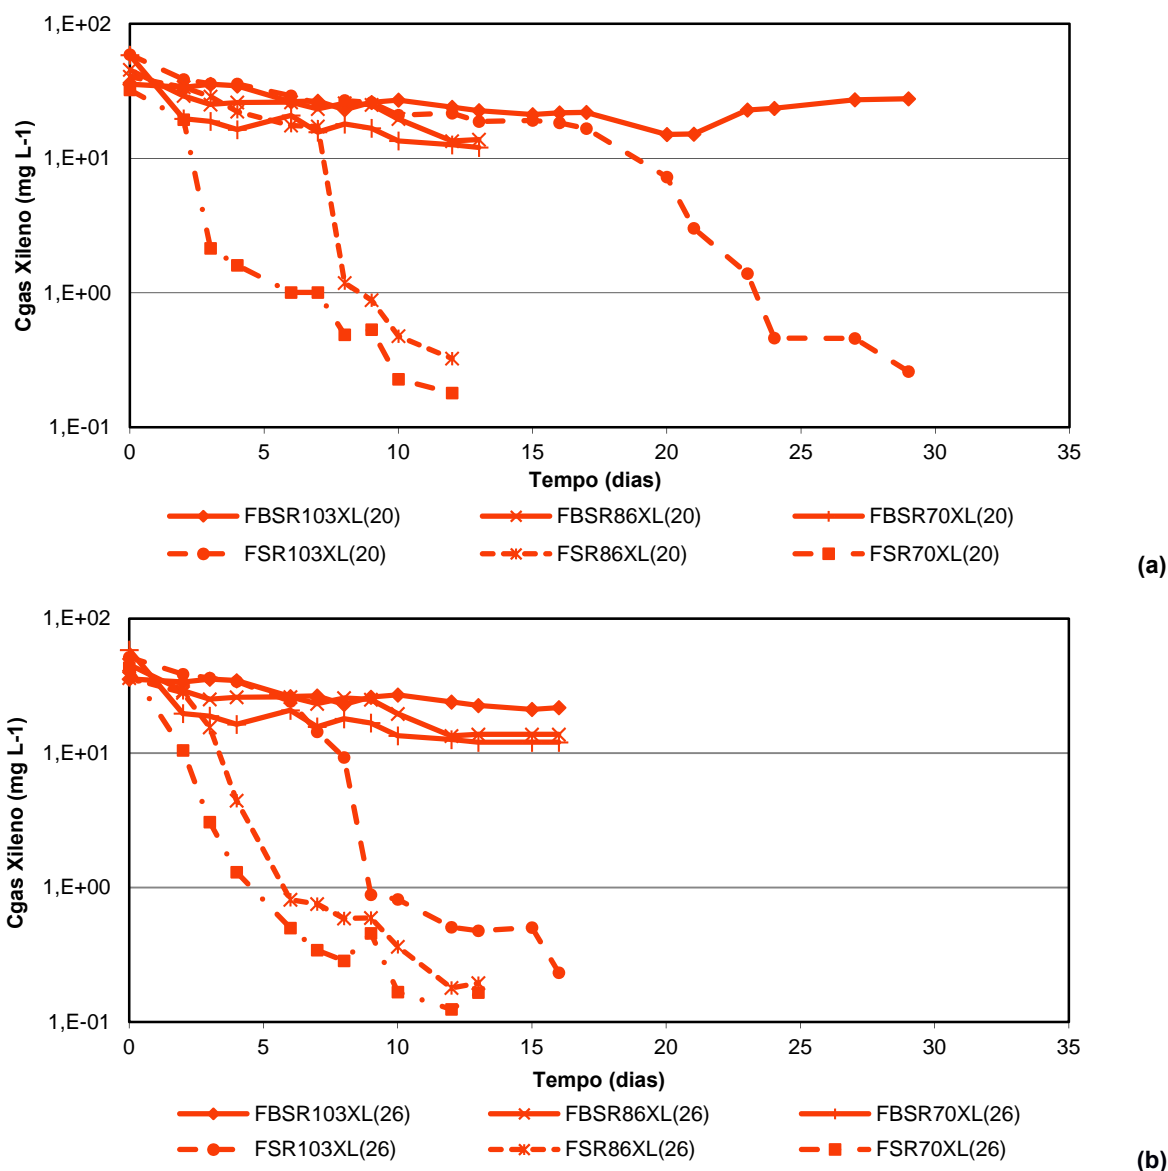 1,E+02
1,E+01
1,E+00
1,E-01
Cgas Xileno (mg L-1)
0 5 10 15 20 25 30 35
Tempo (dias)
FBSR103XL(20) FBSR86XL(20) FBSR70XL(20)
FSR103XL(20) FSR86XL(20) FSR70XL(20)
(a)
1,E+02
1,E+01
1,E+00
1,E-01
Cgas Xileno (mg L-1)
0 5 10 15 20 25 30 35
Tempo (dias)
FBSR103XL(26) FBSR86XL(26) FBSR70XL(26)
FSR103XL(26) FSR86XL(26) FSR70XL(26)
(b)